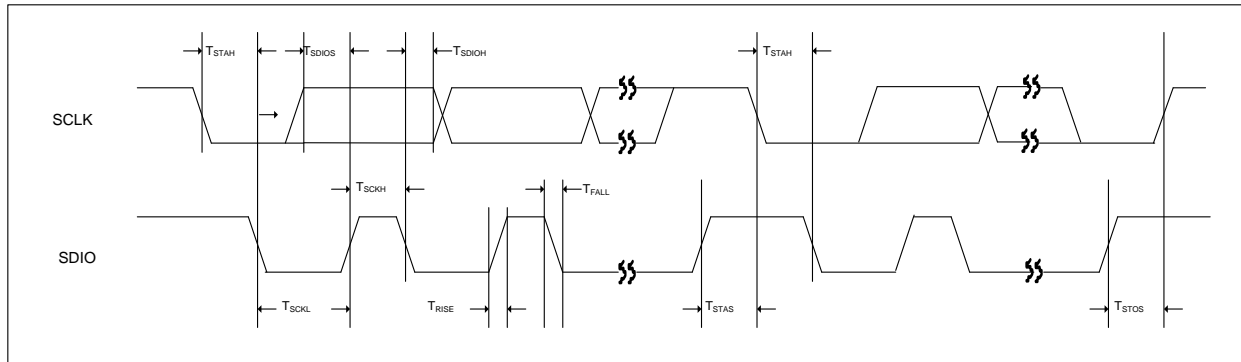 TSTAH
TSDIOS
TSDIOH
TSTAH
SCLK
TSCKH
TFALL
SDIO
TSCKL
TRISE
TSTAS
TSTOS